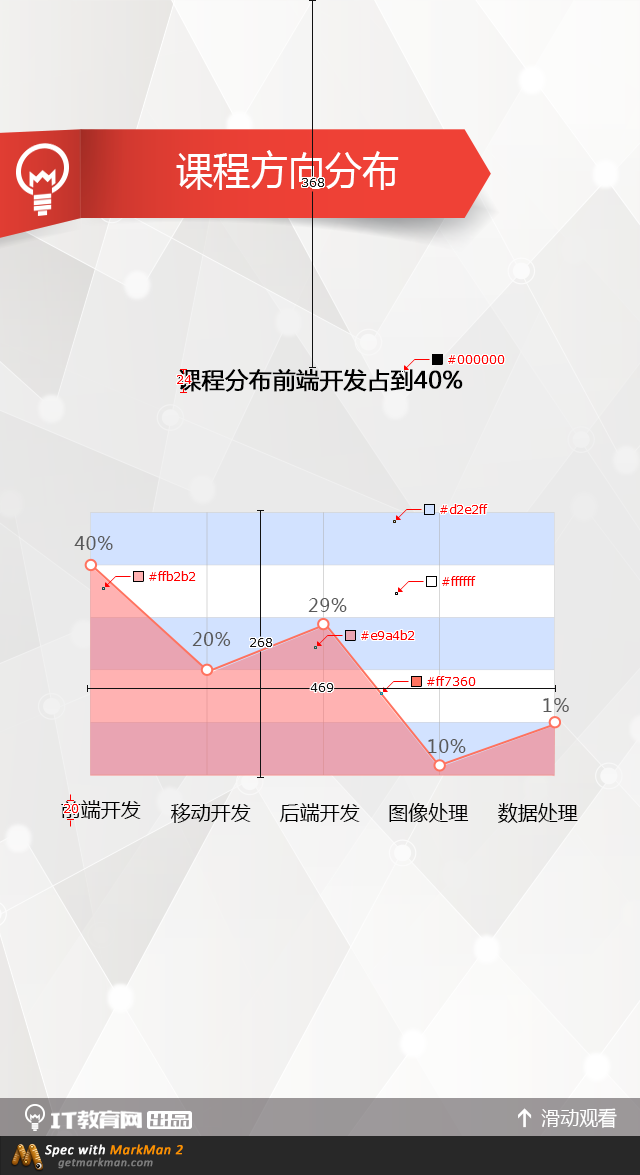 课程方向分布
368
#000000
24
课程分布前端开发占到40%
#d2e2ff
40%
#ffb2b2
#ffffff
29%
20%
268
#e9a4b2
#ff7360
469
1%
10%
20
前端开发
移动开发
后端开发
图像处理
数据处理
IT教育网 出品
滑动观看
Spec with MarkMan 2
getmarkman.com